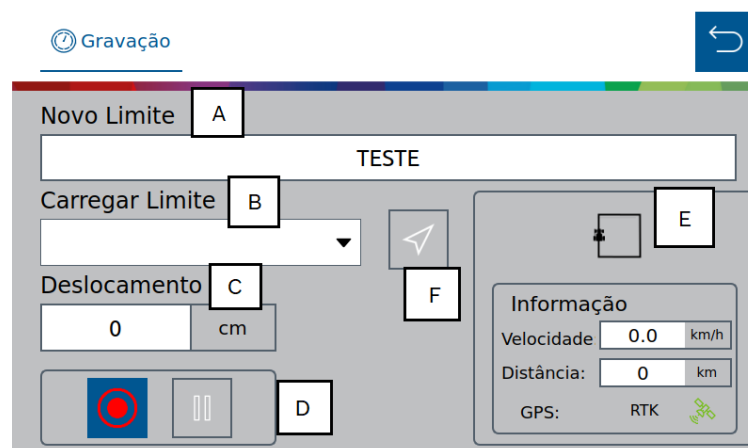 Gravação
Novo Limite A
TESTE
Carregar Limite B
E
F
Deslocamento C
0 cm
Informação
Velocidade 0.0 km/h
Distância: 0 km
GPS: RTK
D